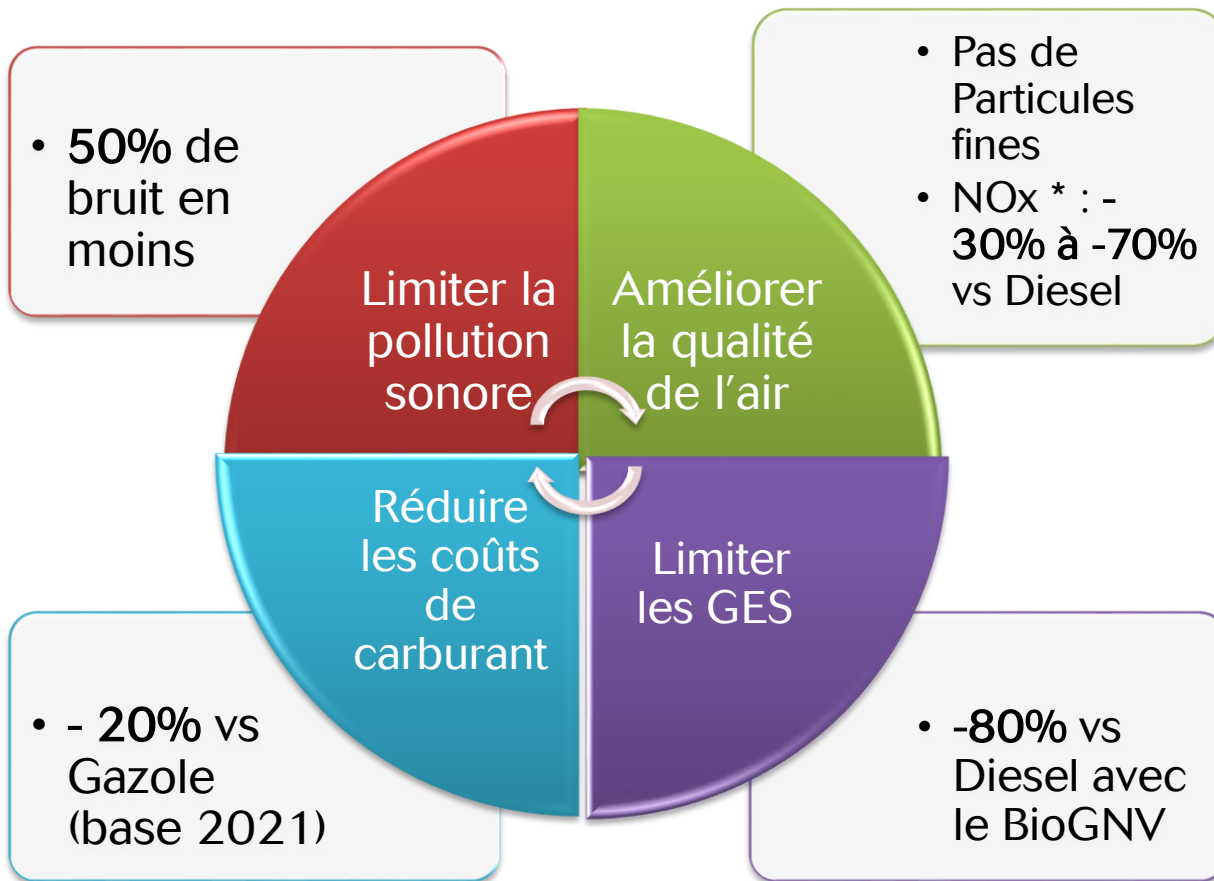 • 50% de
bruit en
moins
• Pas de
Particules
fines
• NOx * : -
30% à -70%
vs Diesel
Limiter la
pollution
sonore
Améliorer
la qualité
de l’air
Réduire
les coûts
de
carburant
Limiter
les GES
• - 20% vs
Gazole
(base 2021)
• -80% vs
Diesel avec
le BioGNV